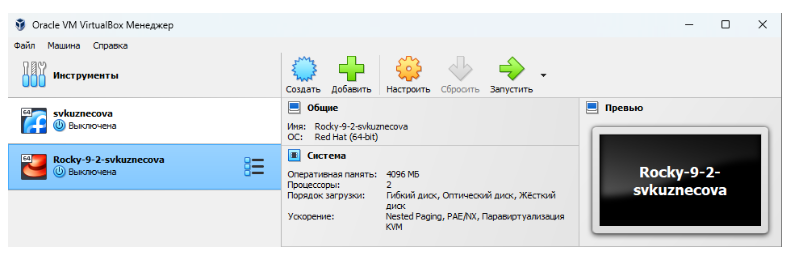 Oracle VM VirtualBox Менеджер
Файл Машина Справка
Инструменты
Создать Добавить Настроить Сбросить Запустить
64 svkuznecova
Выключена
64 Rocky-9-2-svkuznecova
Выключена
Общие
Имя: Rocky-9-2-svkuznecova
ОС: Red Hat (64-bit)
Система
Оперативная память: 4096 МБ
Процессоры: 2
Порядок загрузки: Гибкий диск, Оптический диск, Жёсткий
диск
Ускорение: Nested Paging, PAE/NX, Паравиртуализация
KVM
Превью
Rocky-9-2-
svkuznecova